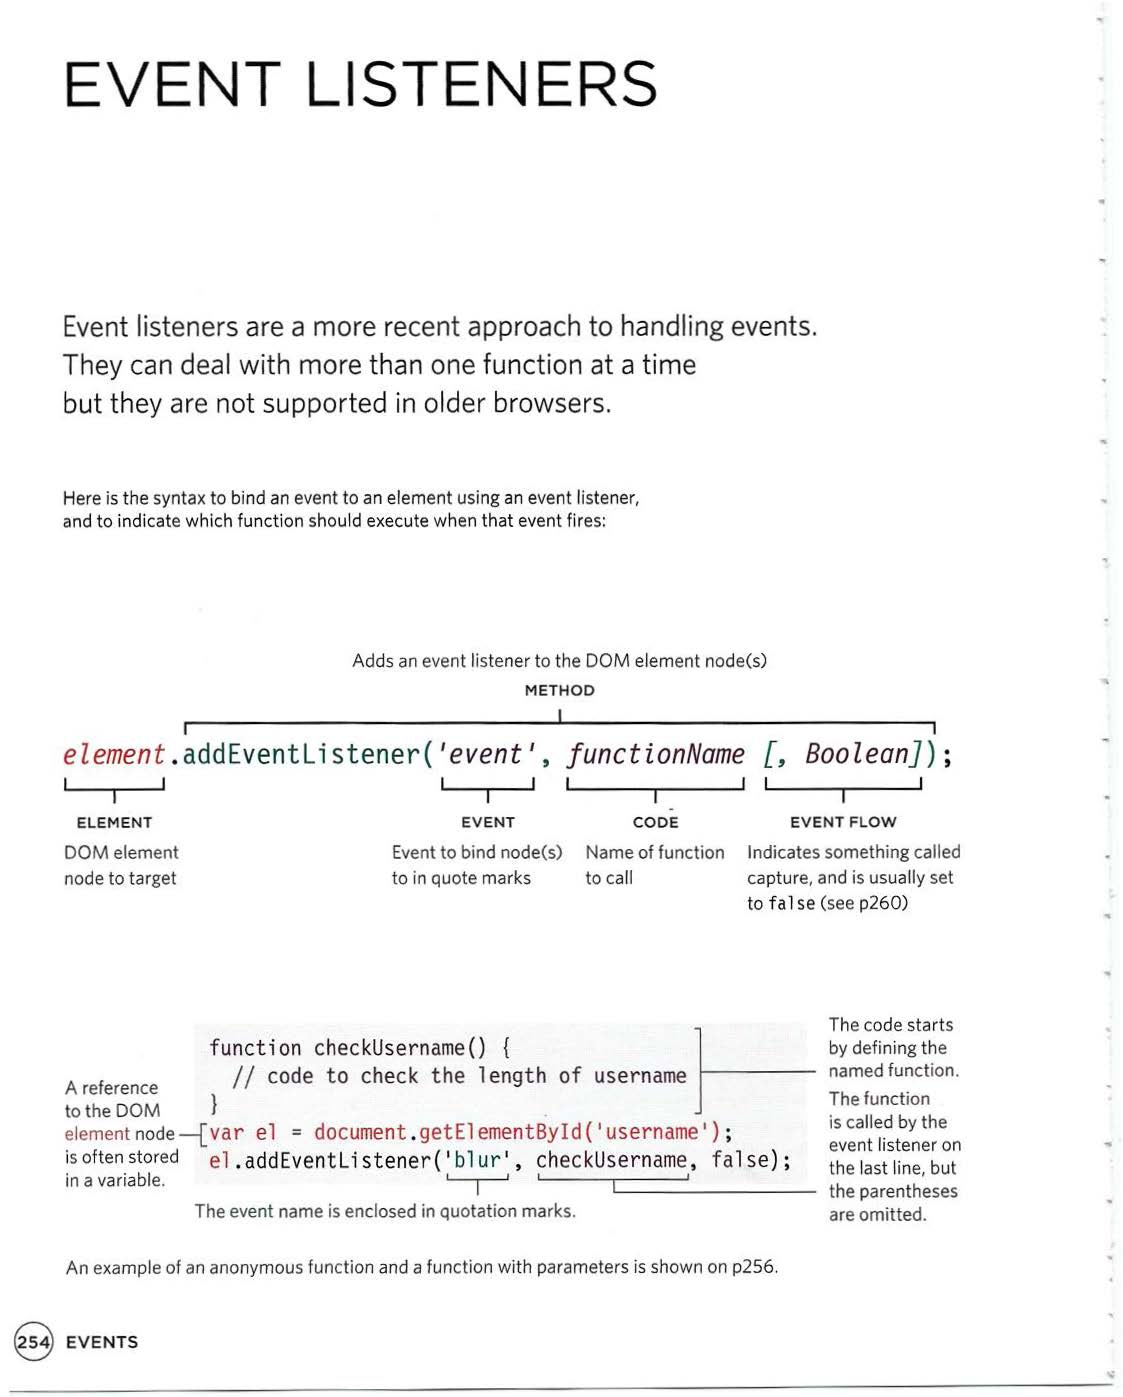 EVENT LISTENERS
Event listeners are a more recent approach to handling events.
They can deal with more than one function at a time
but they are not supported in older browsers.
Here is the syntax to bind an event to an element using an event listener,
and to indicate which function should execute when that event fires:
Adds an event listener to the DOM element node(s)
METHOD
element.addEventListener('event', functionName [, Boolean]);
ELEMENT
DOM element
node to target
EVENT
Event to bind node(s)
to in quote marks
CODE
Name of function
to call
EVENT FLOW
Indicates something called
capture, and is usually set
to false (see p260)
A reference
to the DOM
element node
is often stored
in a variable.
function checkUsername() {
// code to check the length of username
}
var el = document.getElementById('username');
el.addEventListener('blur', checkUsername, false);
The event name is enclosed in quotation marks.
The code starts
by defining the
named function.
The function
is called by the
event listener on
the last line, but
the parentheses
are omitted.
An example of an anonymous function and a function with parameters is shown on p256.
254 EVENTS